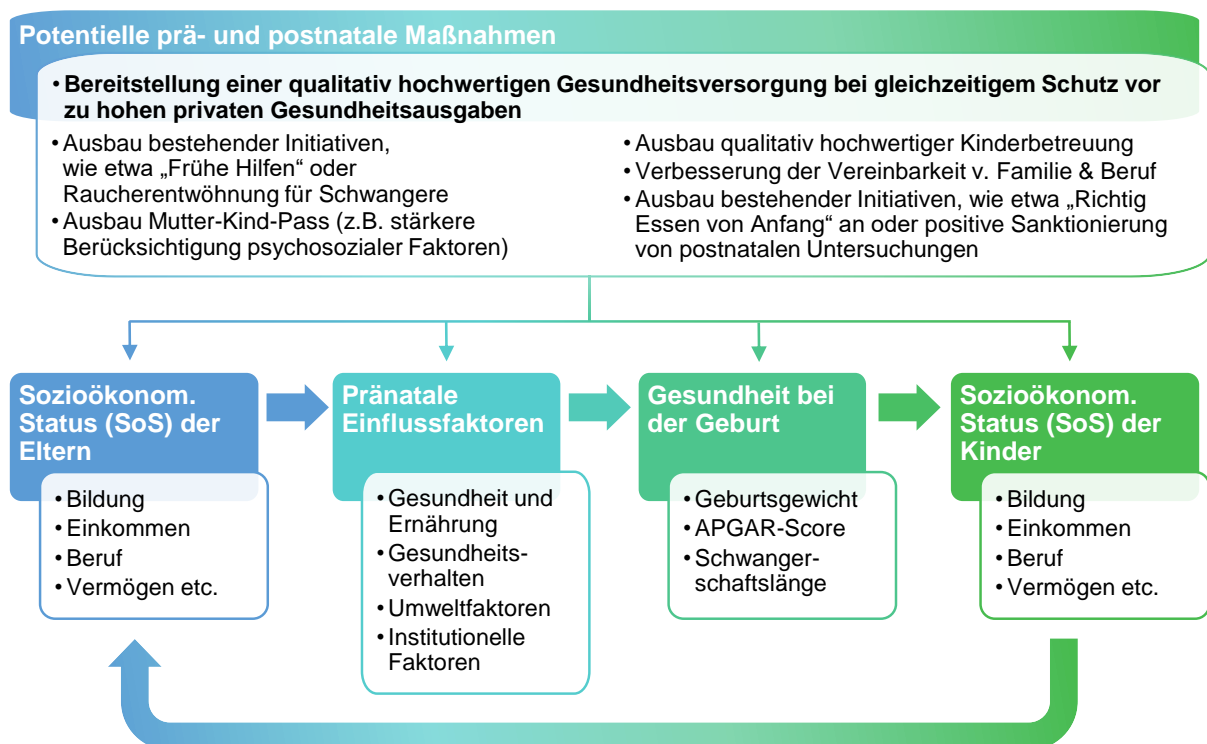 Potentielle prä- und postnatale Maßnahmen
• Bereitstellung einer qualitativ hochwertigen Gesundheitsversorgung bei gleichzeitigem Schutz vor
zu hohen privaten Gesundheitsausgaben
• Ausbau bestehender Initiativen,
wie etwa „Frühe Hilfen“ oder
Raucherentwöhnung für Schwangere
• Ausbau Mutter-Kind-Pass (z.B. stärkere
Berücksichtigung psychosozialer Faktoren)
• Ausbau qualitativ hochwertiger Kinderbetreuung
• Verbesserung der Vereinbarkeit v. Familie & Beruf
• Ausbau bestehender Initiativen, wie etwa „Richtig
Essen von Anfang“ an oder positive Sanktionierung
von postnatalen Untersuchungen
Sozioökonom.
Status (SoS) der
Eltern
• Bildung
• Einkommen
• Beruf
• Vermögen etc.
Pränatale
Einflussfaktoren
• Gesundheit und
Ernährung
• Gesundheits-
verhalten
• Umweltfaktoren
• Institutionelle
Faktoren
Gesundheit bei
der Geburt
• Geburtsgewicht
• APGAR-Score
• Schwanger-
schaftslänge
Sozioökonom.
Status (SoS) der
Kinder
• Bildung
• Einkommen
• Beruf
• Vermögen etc.